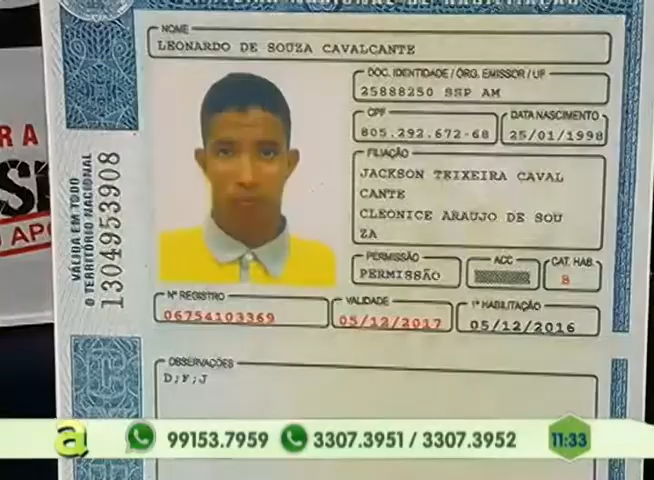 NOME
LEONARDO DE SOUZA CAVALCANTE
DOC. IDENTIDADE / ÓRG. EMISSOR / UF
25888250 SSP AM
CPF
805.292.672-68
DATA NASCIMENTO
25/01/1998
FILIAÇÃO
JACKSON TEIXEIRA CAVAL
CANTE
CLEONICE ARAUJO DE SOU
ZA
PERMISSÃO
PERMISSÃO
ACC
CAT. HAB.
B
Nº REGISTRO
06754103369
VALIDADE
05/12/2017
1ª HABILITAÇÃO
05/12/2016
OBSERVAÇÕES
D;F;J
VÁLIDA EM TODO
O TERRITÓRIO NACIONAL
1304953908
RA
a
99153.7959
3307.3951 / 3307.3952
11:33